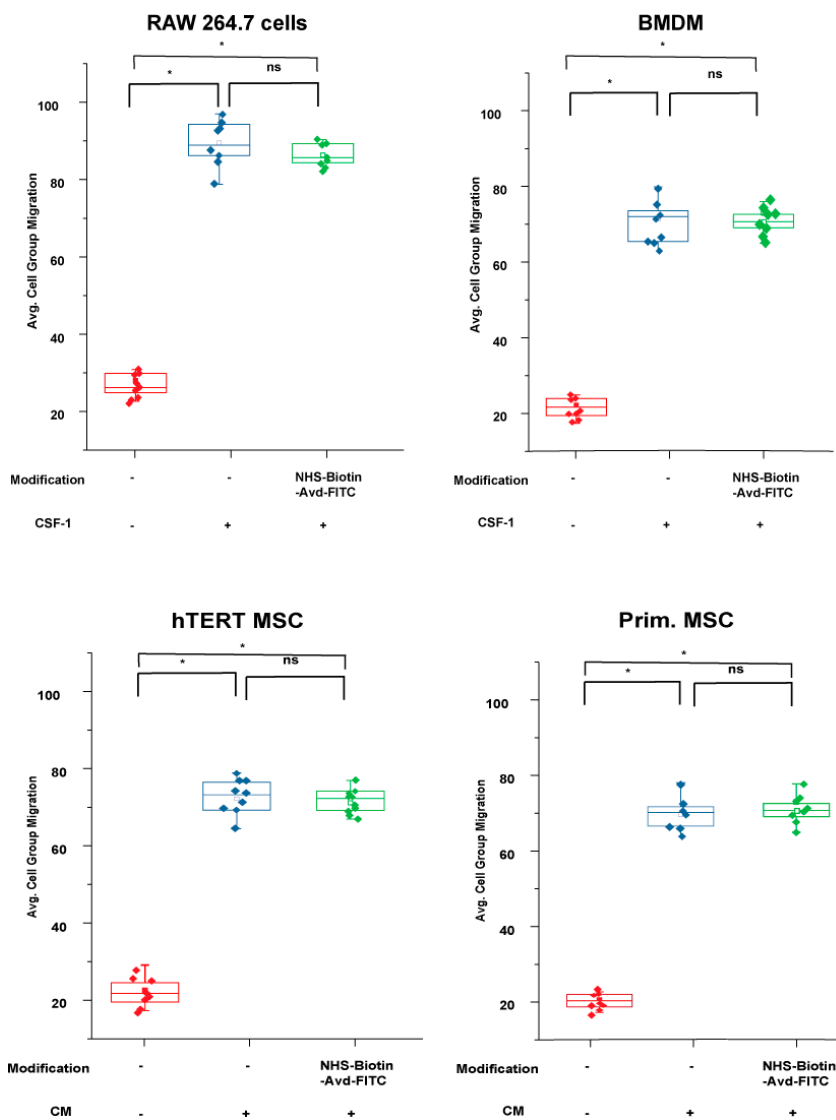 RAW 264.7 cells
*
*
ns
100
80
60
40
20
Avg. Cell Group Migration
Modification
-
-
NHS-Biotin
-Avd-FITC
CSF-1
-
+
+
BMDM
*
*
ns
100
80
60
40
20
Avg. Cell Group Migration
Modification
-
-
NHS-Biotin
-Avd-FITC
CSF-1
-
+
+
hTERT MSC
*
*
ns
100
80
60
40
20
Avg. Cell Group Migration
Modification
-
-
NHS-Biotin
-Avd-FITC
CM
-
+
+
Prim. MSC
*
*
ns
100
80
60
40
20
Avg. Cell Group Migration
Modification
-
-
NHS-Biotin
-Avd-FITC
CM
-
+
+